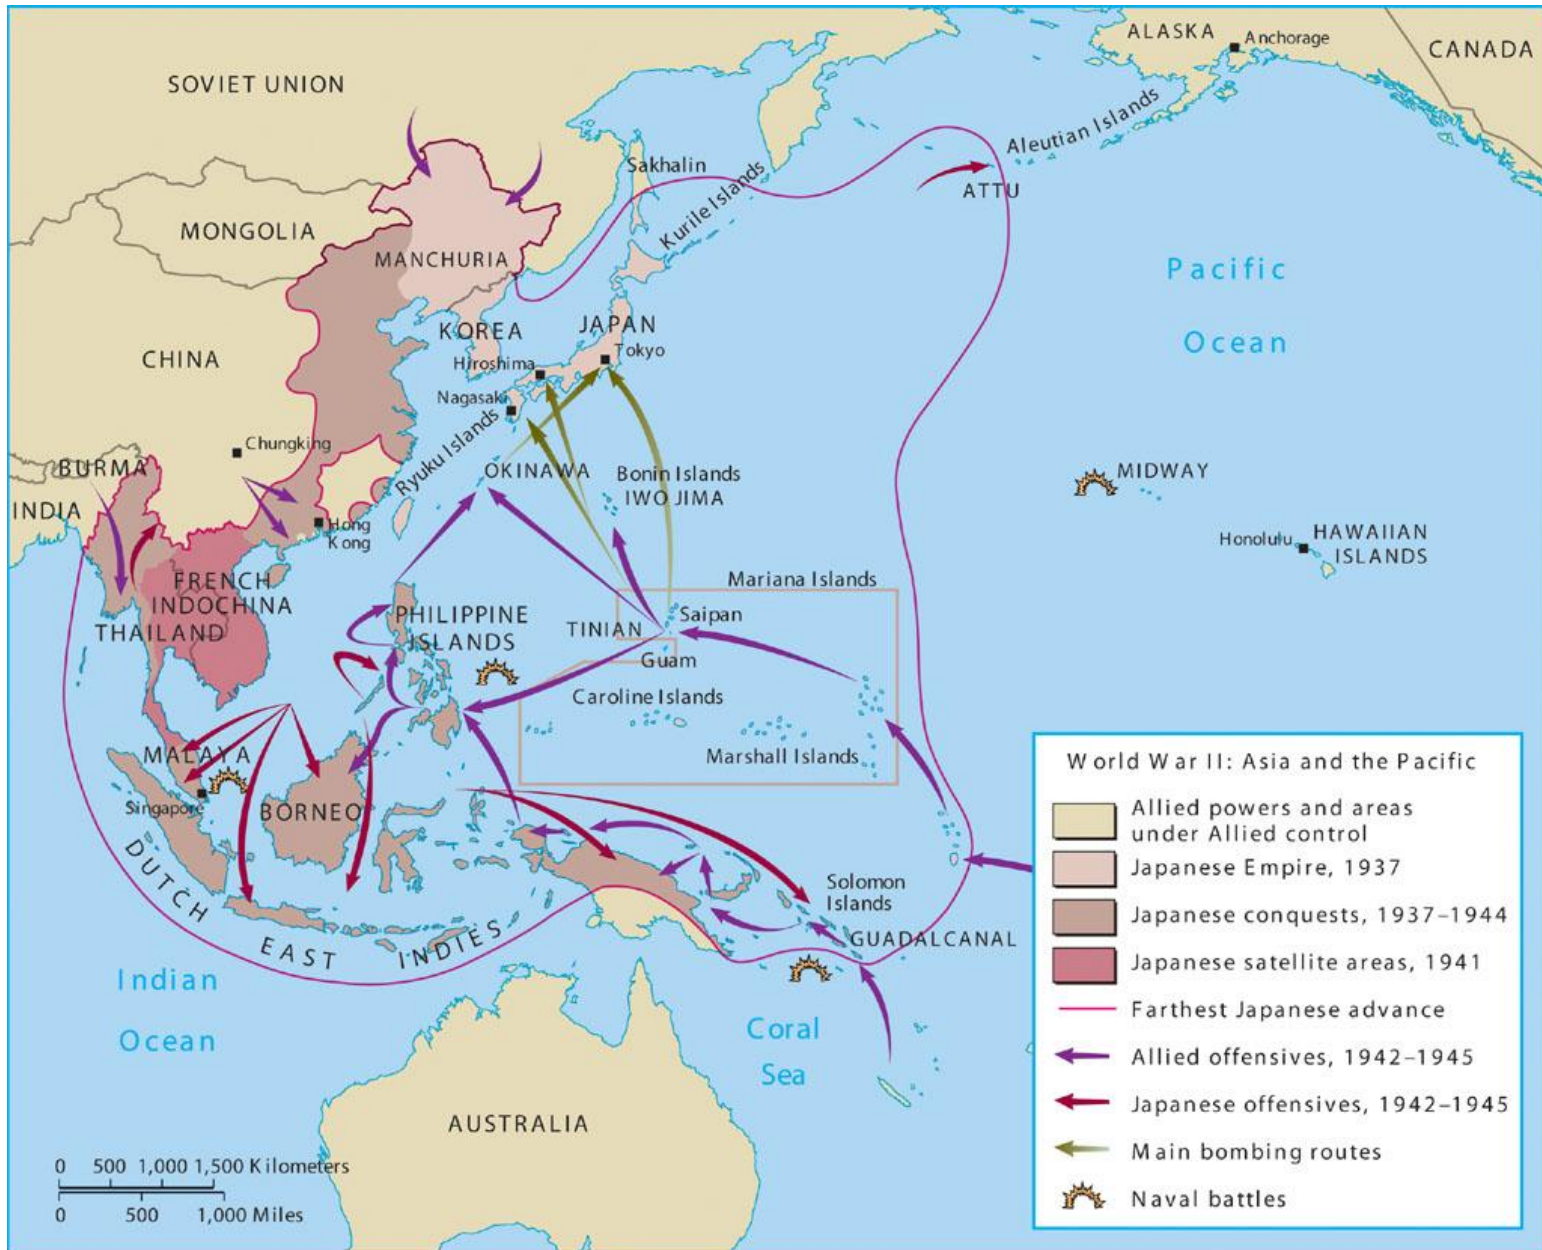 ALASKA
Anchorage
CANADA
SOVIET UNION
Aleutian Islands
Sakhalin
ATTU
Kurile Islands
MONGOLIA
MANCHURIA
Pacific
Ocean
KOREA
JAPAN
Tokyo
CHINA
Hiroshima
Nagasaki
Ryuku Islands
Chungking
BURMA
OKINAWA
Bonin Islands
IWO JIMA
MIDWAY
INDIA
Hong
Kong
Honolulu
HAWAIIAN
ISLANDS
FRENCH
INDOCHINA
THAILAND
Mariana Islands
PHILIPPINE
ISLANDS
Saipan
TINIAN
Guam
Caroline Islands
Marshall Islands
MALAYA
Singapore
BORNEO
DUTCH EAST INDIES
Solomon
Islands
GUADALCANAL
Indian
Ocean
Coral
Sea
AUSTRALIA
0 500 1,000 1,500 Kilometers
0 500 1,000 Miles
World War II: Asia and the Pacific
Allied powers and areas
under Allied control
Japanese Empire, 1937
Japanese conquests, 1937–1944
Japanese satellite areas, 1941
Farthest Japanese advance
Allied offensives, 1942–1945
Japanese offensives, 1942–1945
Main bombing routes
Naval battles